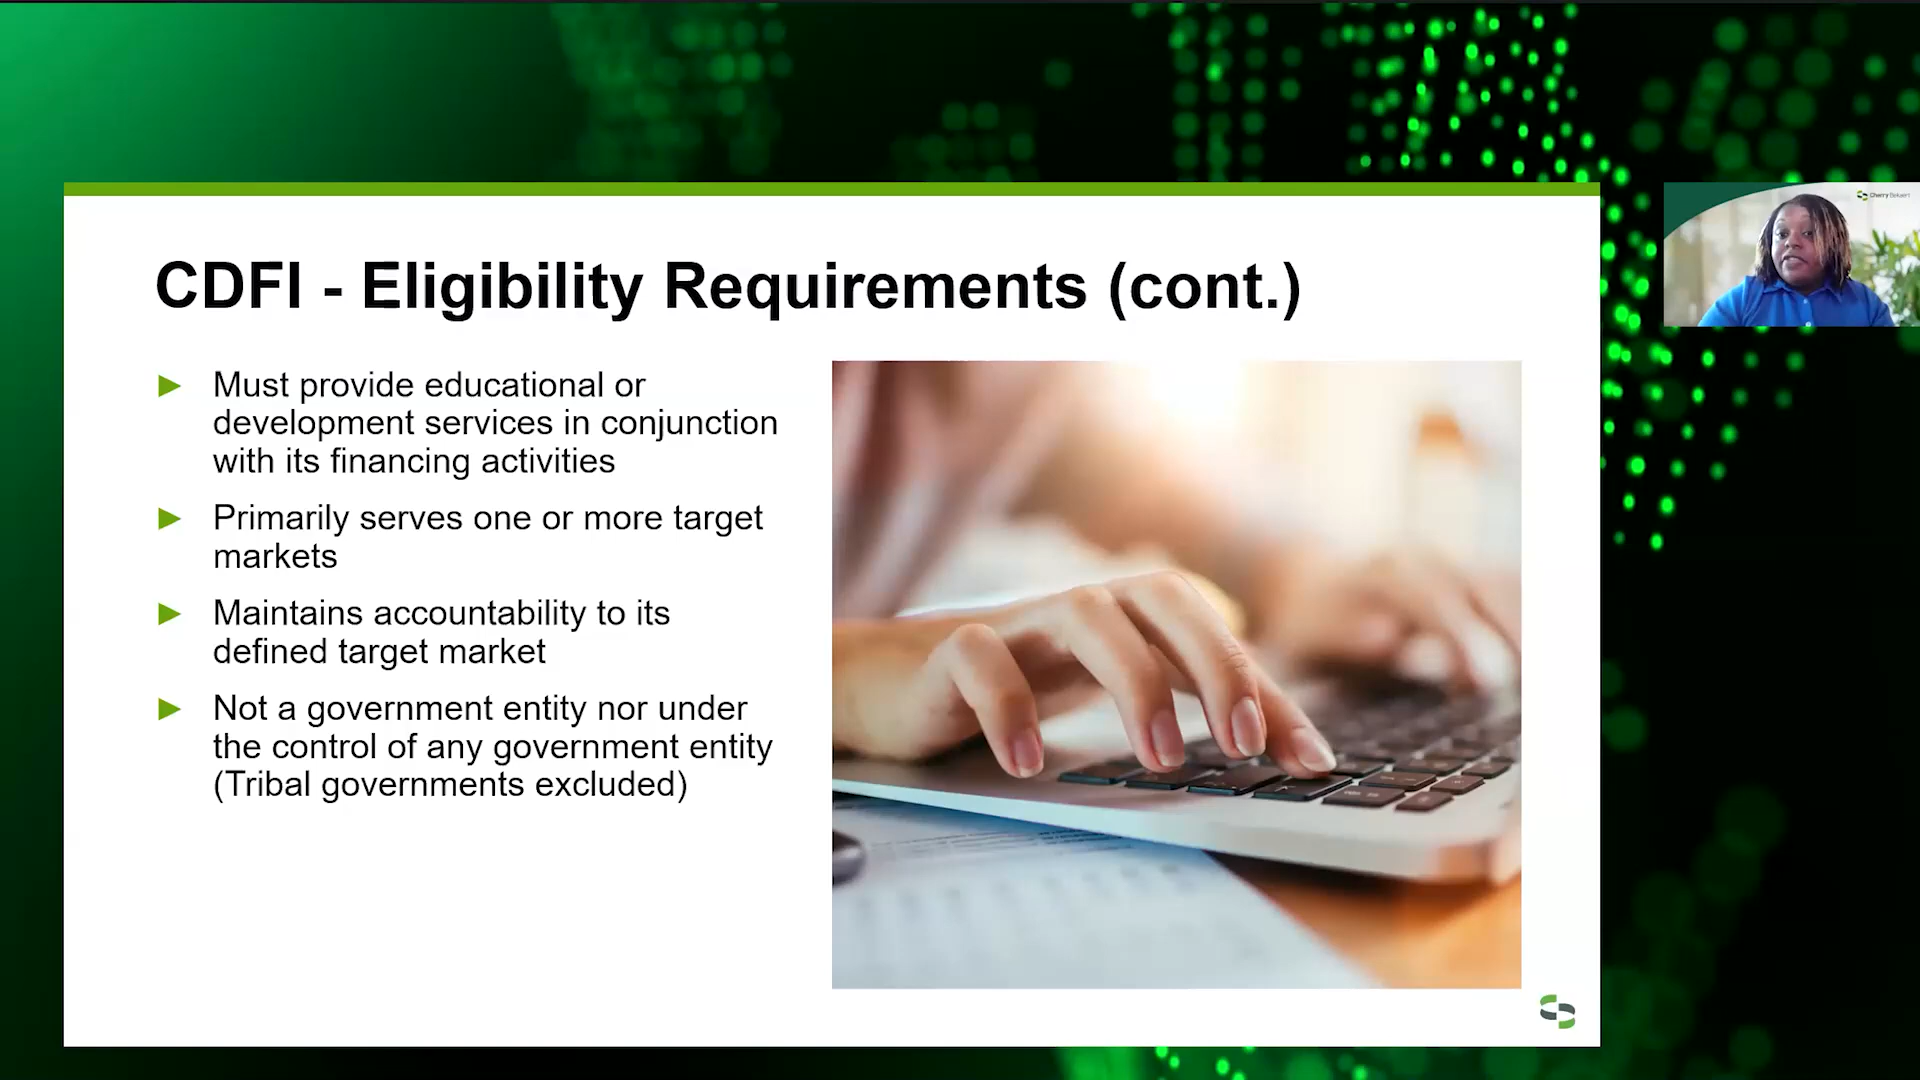 CDFI - Eligibility Requirements (cont.)
Must provide educational or
development services in conjunction
with its financing activities
Primarily serves one or more target
markets
Maintains accountability to its
defined target market
Not a government entity nor under
the control of any government entity
(Tribal governments excluded)
Cherry Bekaert